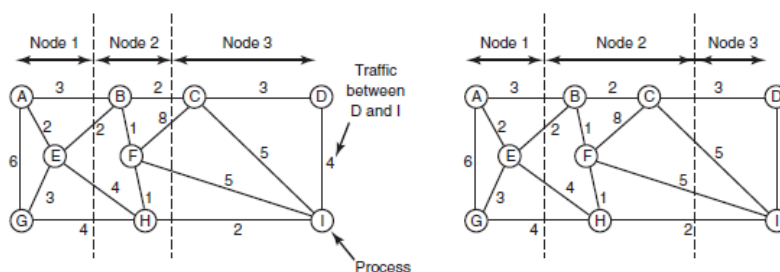 Node 1 Node 2 Node 3
A 3 B 2 C 3 D
Traffic
between
D and I
2 2 1 8
6 E F 5 4
3 4 1 5
G 4 H 2 I
Process
Node 1 Node 2 Node 3
A 3 B 2 C 3 D
2 2 1 8
6 E F 5 4
3 4 1 5
G 4 H 2 I